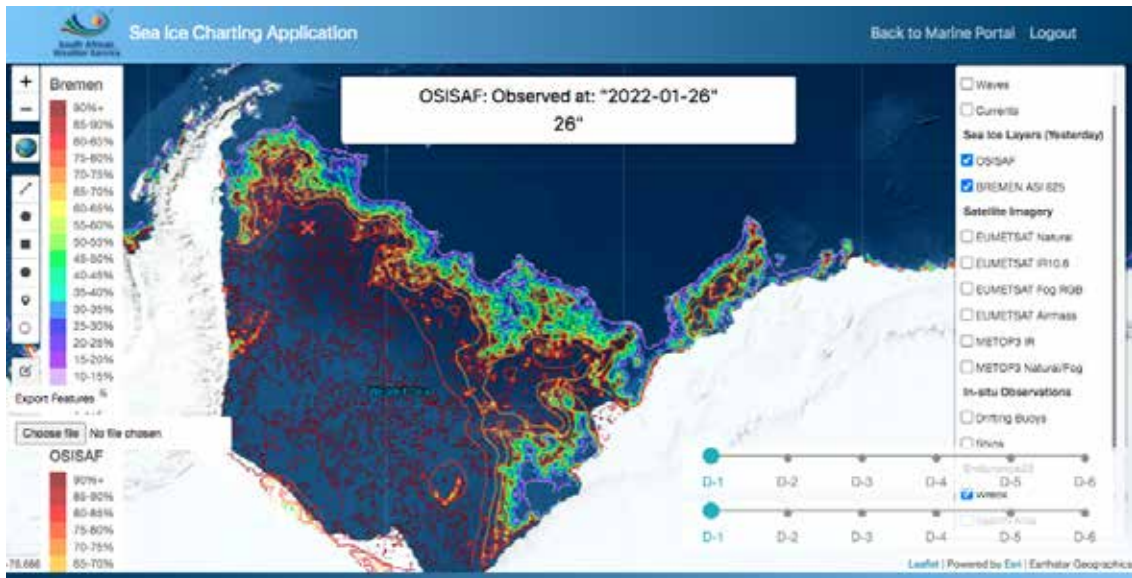 South African
Weather Service
Sea Ice Charting Application
Back to Marine Portal Logout
OSISAF: Observed at: "2022-01-26"
26"
+
−
Bremen
90%+
85-90%
80-85%
75-80%
70-75%
65-70%
60-65%
55-60%
50-55%
45-50%
40-45%
35-40%
30-35%
25-30%
20-25%
15-20%
10-15%
Export Features
Choose file No file chosen
OSISAF
90%+
85-90%
80-85%
75-80%
70-75%
65-70%
Waves
Currents
Sea Ice Layers (Yesterday)
OSISAF
BREMEN ASI 625
Satellite Imagery
EUMETSAT Natural
EUMETSAT IR10.8
EUMETSAT Fog RGB
EUMETSAT Airmass
METOP3 IR
METOP3 Natural/Fog
In-situ Observations
Drifting Buoys
Ships
Endurance22
Wreck
D-1 D-2 D-3 D-4 D-5 D-6
D-1 D-2 D-3 D-4 D-5 D-6
Leaflet | Powered by Esri | Earthstar Geographics